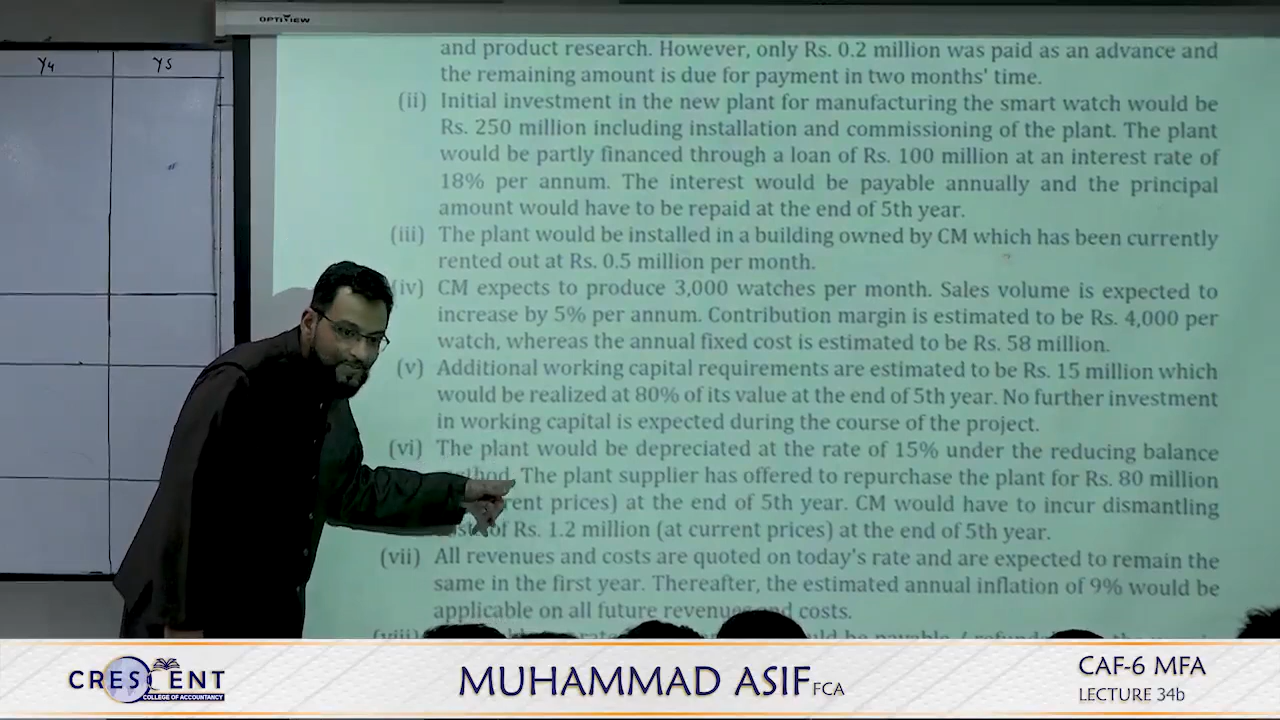 OPTIVIEW
Y4 Y5
and product research. However, only Rs. 0.2 million was paid as an advance and
the remaining amount is due for payment in two months' time.
(ii) Initial investment in the new plant for manufacturing the smart watch would be
Rs. 250 million including installation and commissioning of the plant. The plant
would be partly financed through a loan of Rs. 100 million at an interest rate of
18% per annum. The interest would be payable annually and the principal
amount would have to be repaid at the end of 5th year.
(iii) The plant would be installed in a building owned by CM which has been currently
rented out at Rs. 0.5 million per month.
(iv) CM expects to produce 3,000 watches per month. Sales volume is expected to
increase by 5% per annum. Contribution margin is estimated to be Rs. 4,000 per
watch, whereas the annual fixed cost is estimated to be Rs. 58 million.
(v) Additional working capital requirements are estimated to be Rs. 15 million which
would be realized at 80% of its value at the end of 5th year. No further investment
in working capital is expected during the course of the project.
(vi) The plant would be depreciated at the rate of 15% under the reducing balance
The plant supplier has offered to repurchase the plant for Rs. 80 million
prices) at the end of 5th year. CM would have to incur dismantling
of Rs. 1.2 million (at current prices) at the end of 5th year.
(vii) All revenues and costs are quoted on today's rate and are expected to remain the
same in the first year. Thereafter, the estimated annual inflation of 9% would be
applicable on all future revenues and costs.
CRESCENT
COLLEGE OF ACCOUNTANCY
MUHAMMAD ASIF FCA
CAF-6 MFA
LECTURE 34b